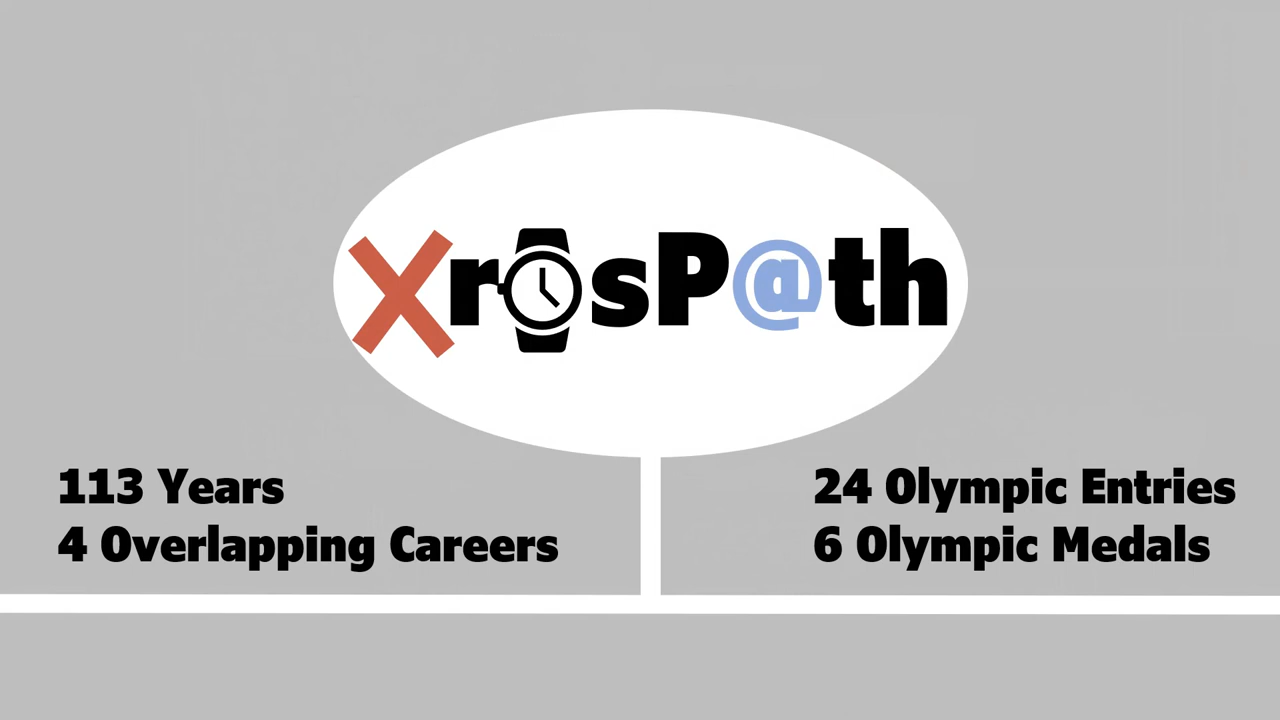 XrosP@th
113 Years
4 Overlapping Careers
24 Olympic Entries
6 Olympic Medals